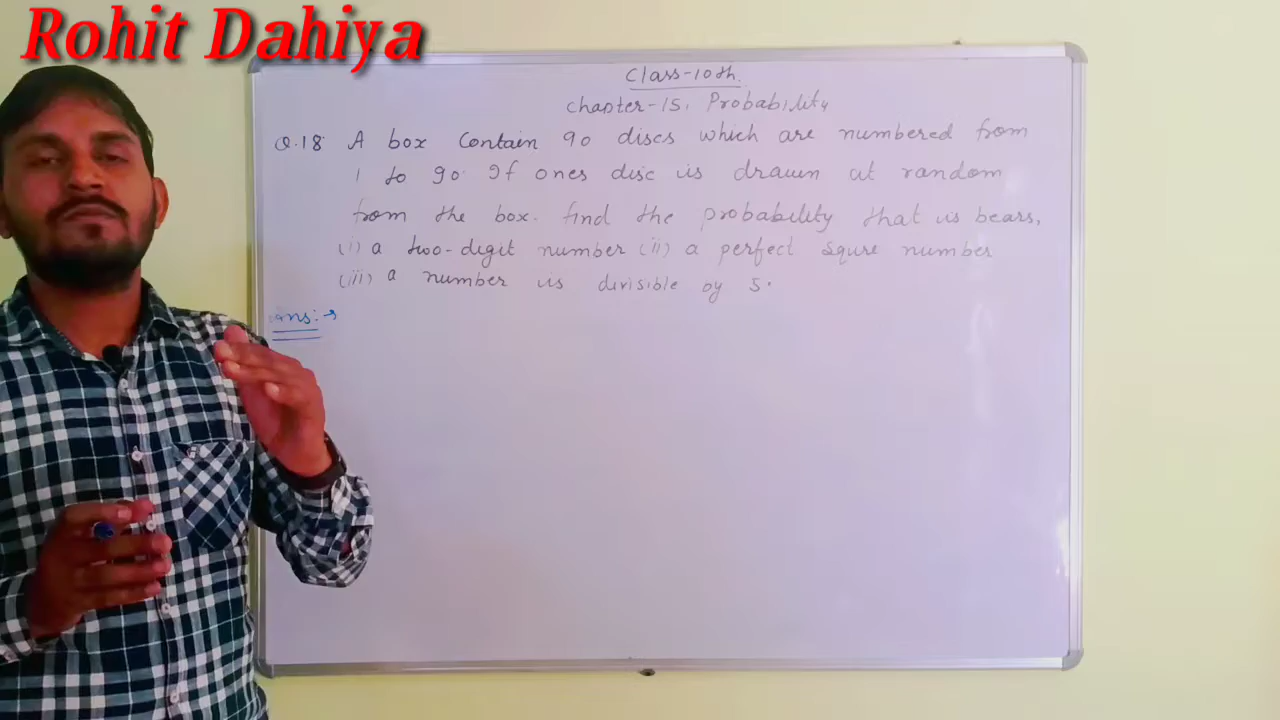 Rohit Dahiya
Class-10th.
Chapter-15. Probability
Q.18 A box Contain 90 discs which are numbered from
1 to 90. If ones disc is drawn at random
from the box. find the probability that is bears,
(i) a two-digit number (ii) a perfect squre number
(iii) a number is divisible by 5.
ans:→